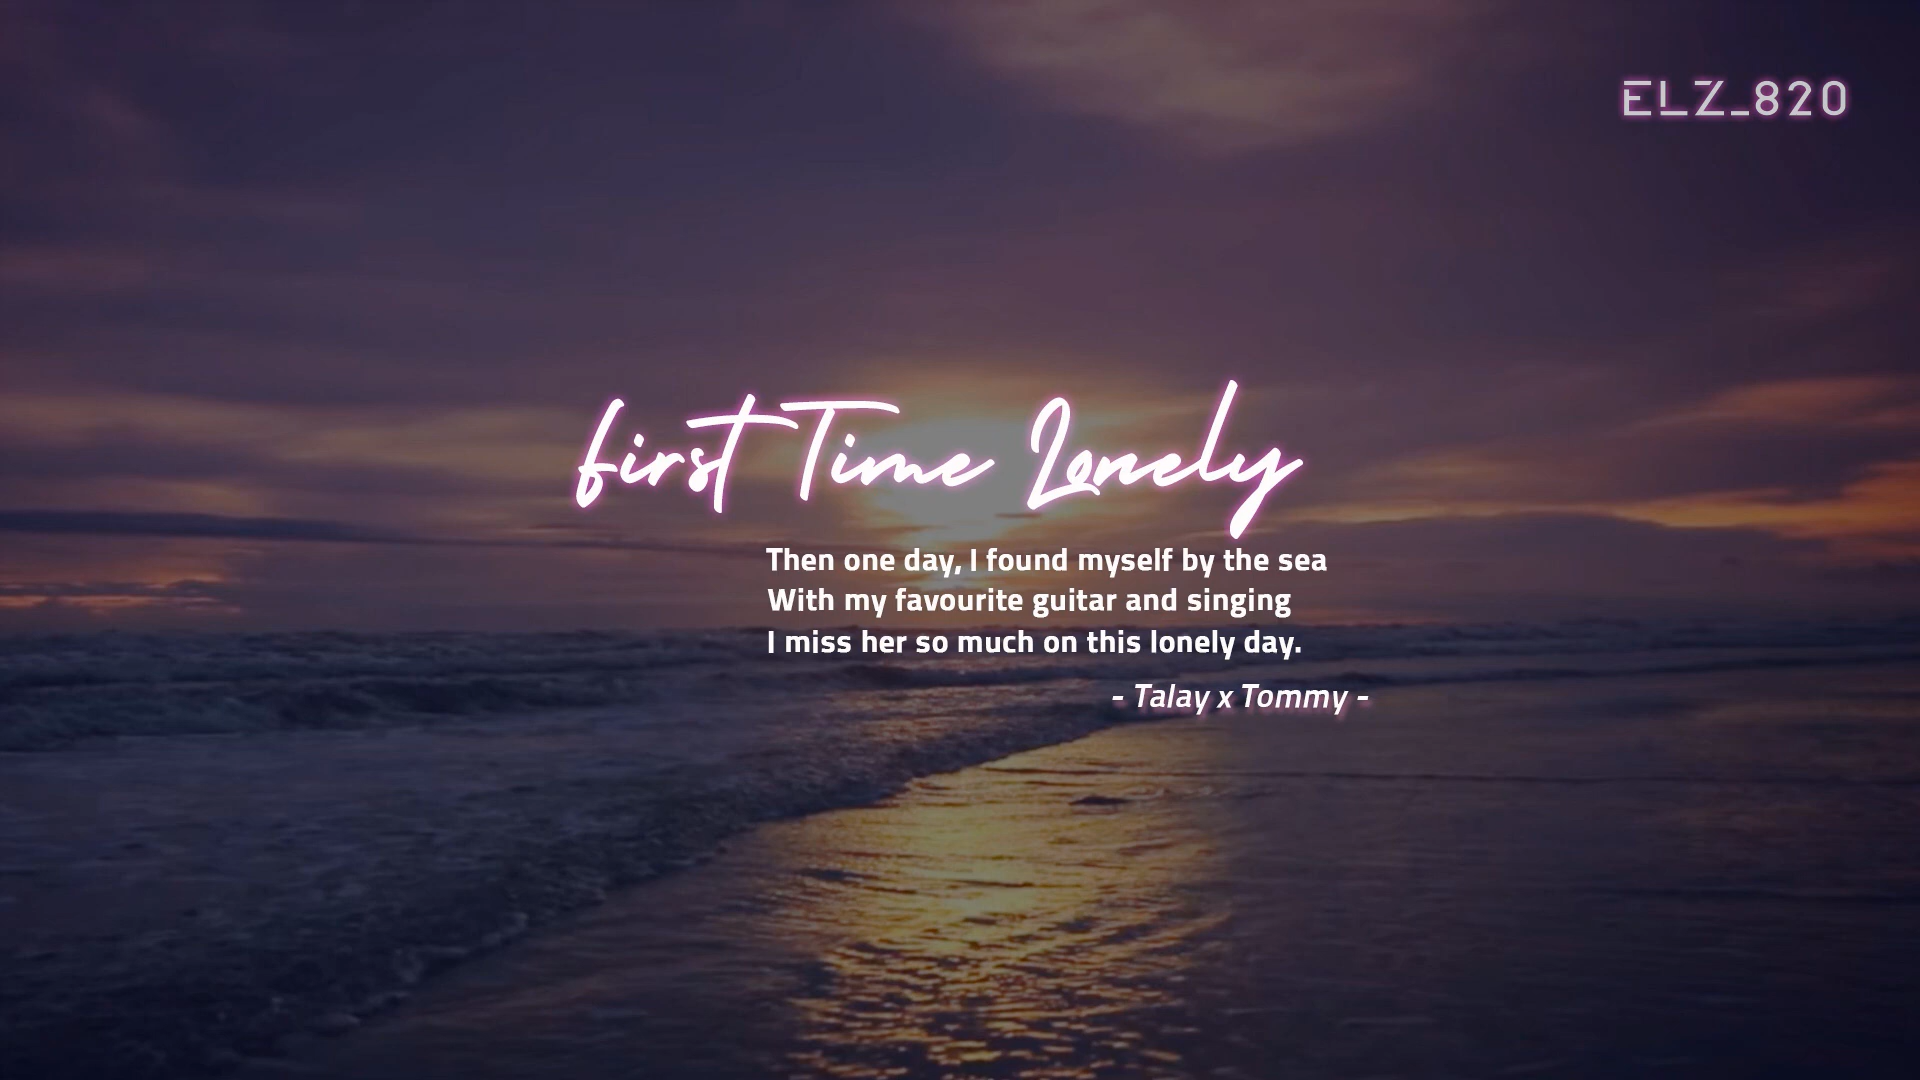 ELZ_820
first Time Lonely
Then one day, I found myself by the sea
With my favourite guitar and singing
I miss her so much on this lonely day.
- Talay x Tommy -